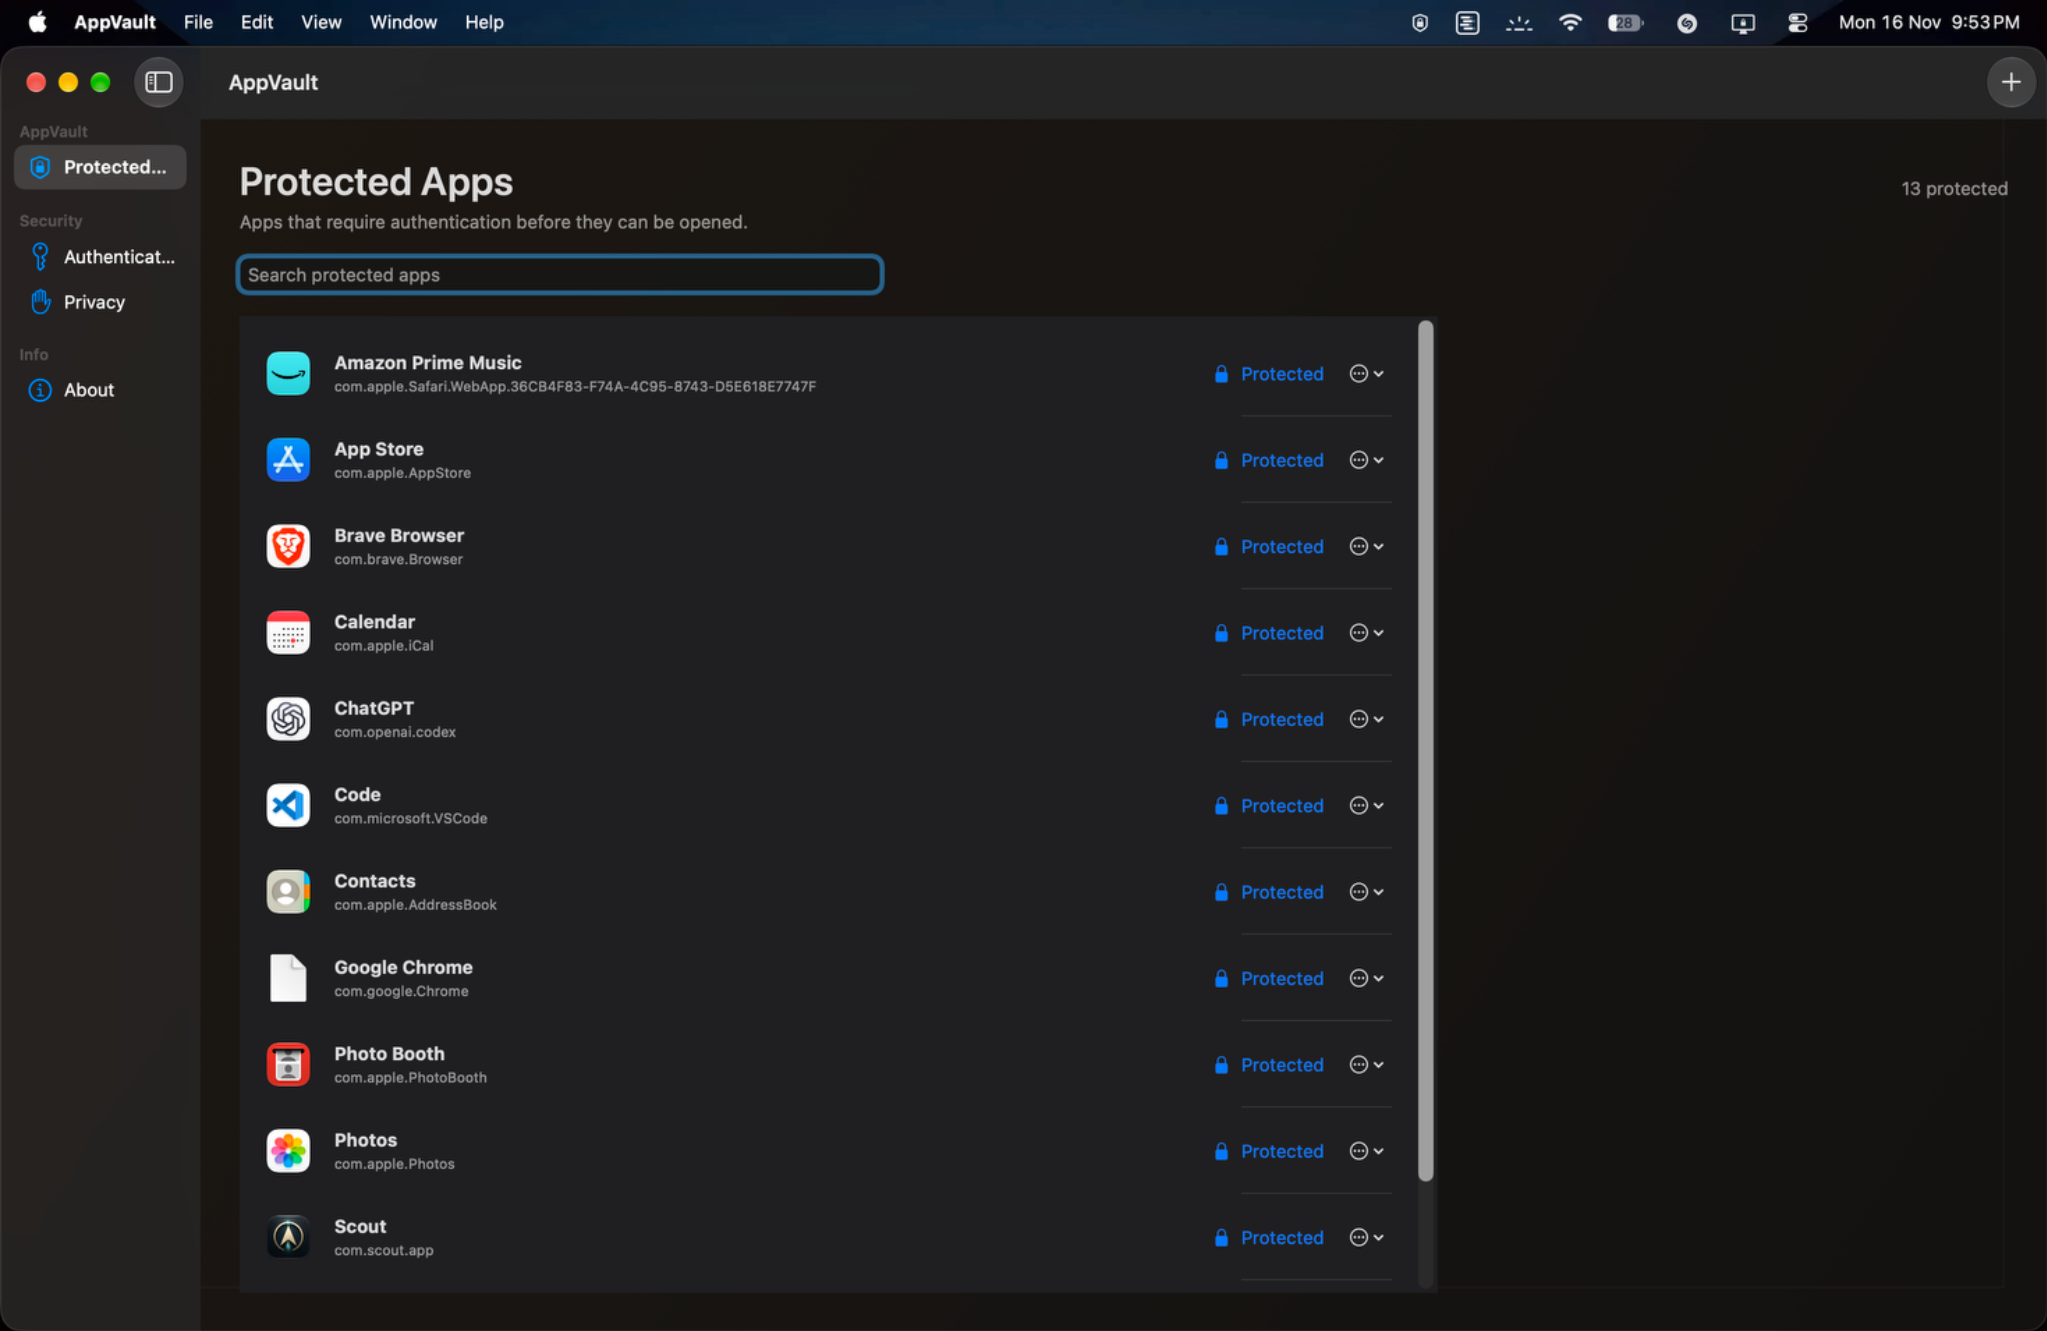 AppVault File Edit View Window Help 28 Mon 16 Nov 9:53 PM
AppVault
AppVault
Protected...
Security
Authenticat...
Privacy
Info
About
Protected Apps
13 protected
Apps that require authentication before they can be opened.
Search protected apps
Amazon Prime Music
com.apple.Safari.WebApp.36CB4F83-F74A-4C95-8743-D5E618E7747F
Protected
App Store
com.apple.AppStore
Protected
Brave Browser
com.brave.Browser
Protected
Calendar
com.apple.iCal
Protected
ChatGPT
com.openai.codex
Protected
Code
com.microsoft.VSCode
Protected
Contacts
com.apple.AddressBook
Protected
Google Chrome
com.google.Chrome
Protected
Photo Booth
com.apple.PhotoBooth
Protected
Photos
com.apple.Photos
Protected
Scout
com.scout.app
Protected